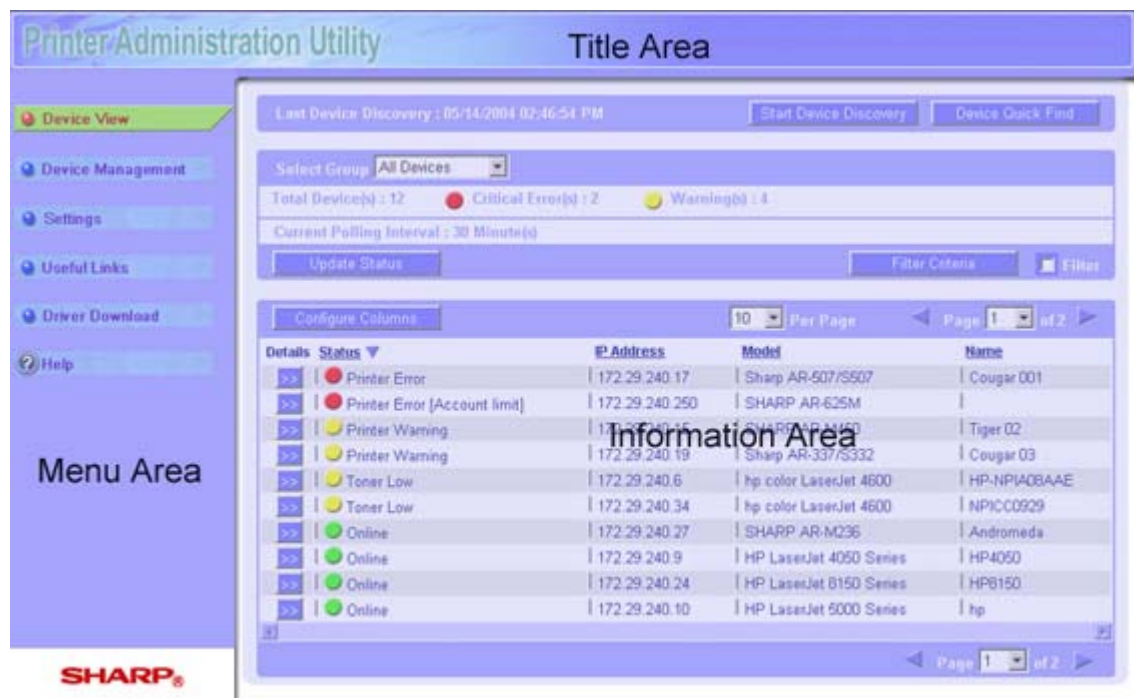 Printer Administration Utility
Title Area
Device View
Device Management
Settings
Useful Links
Driver Download
Help
Menu Area
SHARP®
Last Device Discovery : 05/14/2004 02:46:54 PM
Start Device Discovery
Device Quick Find
Select Group All Devices
Total Device(s) : 12 Critical Error(s) : 2 Warning(s) : 4
Current Polling Interval : 30 Minute(s)
Update Status
Filter Criteria
Filter
Configure Columns
10 Per Page Page 1 of 2
Details Status IP Address Model Name
>> Printer Error 172.29.240.17 Sharp AR-507/S507 Cougar 001
>> Printer Error [Account limit] 172.29.240.250 SHARP AR-625M
>> Printer Warning Tiger 02
Information Area
>> Printer Warning 172.29.240.19 Sharp AR-337/S332 Cougar 03
>> Toner Low 172.29.240.6 hp color LaserJet 4600 HP-NPIA08AAE
>> Toner Low 172.29.240.34 hp color LaserJet 4600 NPICC0929
>> Online 172.29.240.27 SHARP AR-M236 Andromeda
>> Online 172.29.240.9 HP LaserJet 4050 Series HP4050
>> Online 172.29.240.24 HP LaserJet 8150 Series HP8150
>> Online 172.29.240.10 HP LaserJet 5000 Series hp
Page 1 of 2